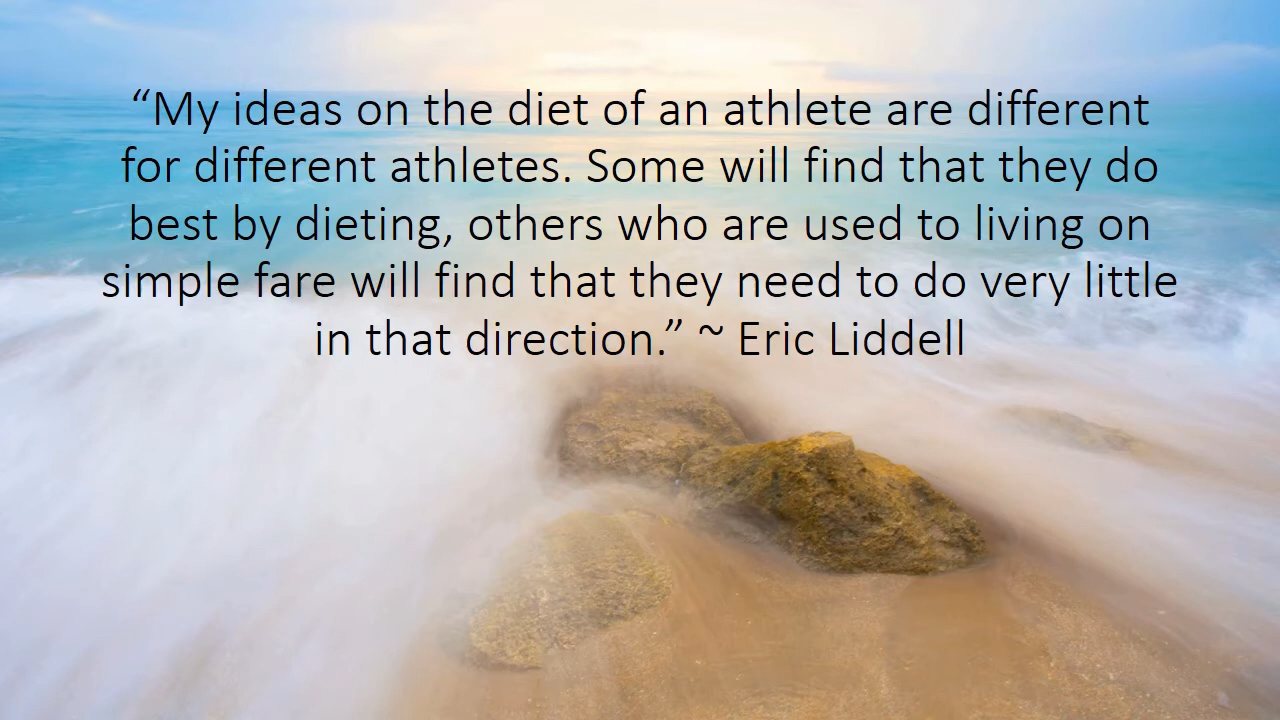 “My ideas on the diet of an athlete are different
for different athletes. Some will find that they do
best by dieting, others who are used to living on
simple fare will find that they need to do very little
in that direction.” ~ Eric Liddell